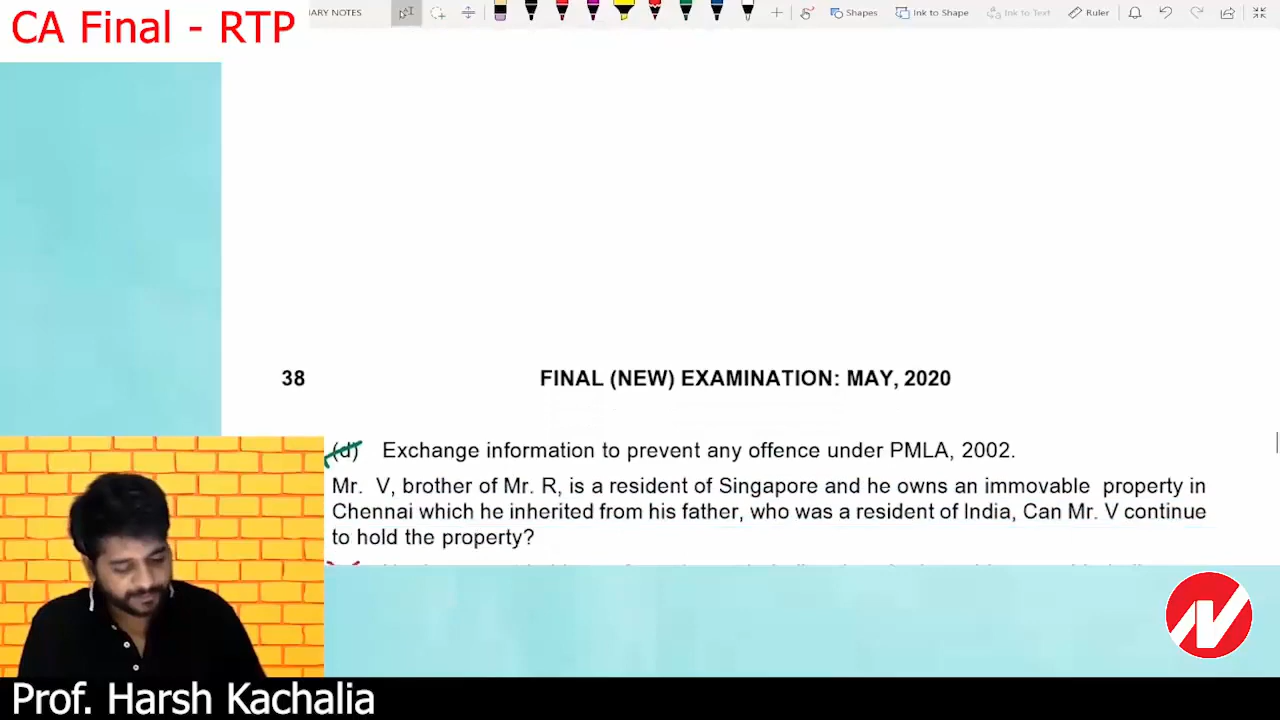 CA Final - RTP
ARY NOTES
Shapes
Ink to Shape
Ink to Text
Ruler
38
FINAL (NEW) EXAMINATION: MAY, 2020
(d) Exchange information to prevent any offence under PMLA, 2002.
Mr. V, brother of Mr. R, is a resident of Singapore and he owns an immovable property in
Chennai which he inherited from his father, who was a resident of India, Can Mr. V continue
to hold the property?
Prof. Harsh Kachalia